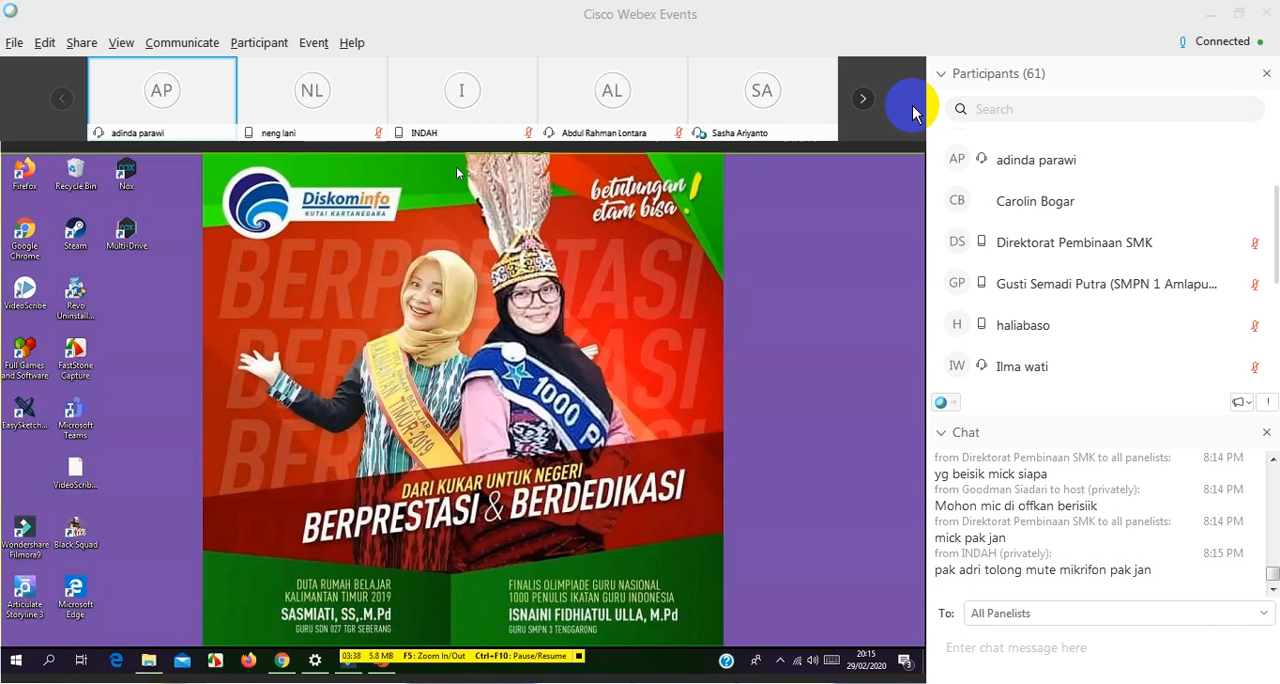 Cisco Webex Events
File Edit Share View Communicate Participant Event Help
Connected
AP
NL
I
AL
SA
adinda parawi
neng lani
INDAH
Abdul Rahman Lontara
Sasha Ariyanto
Firefox
Recycle Bin
Nox
Google Chrome
Steam
Multi-Drive
VideoScribe
Revo Uninstall...
Full Games and Software
FastStone Capture
EasySketch...
Microsoft Teams
VideoScrib...
Wondershare Filmora9
Black Squad
Articulate Storyline 3
Microsoft Edge
Diskominfo
KUTAI KARTANEGARA
betulungan
etam bisa!
BERPRESTASI
BERPRESTASI
BERPRESTASI
KALIMANTAN TIMUR 2019
1000 P
DARI KUKAR UNTUK NEGERI
BERPRESTASI & BERDEDIKASI
DUTA RUMAH BELAJAR
KALIMANTAN TIMUR 2019
SASMIATI, SS,.M.Pd
GURU SDN 027 TGR SEBERANG
FINALIS OLIMPIADE GURU NASIONAL
1000 PENULIS IKATAN GURU INDONESIA
ISNAINI FIDHIATUL ULLA, M.Pd
GURU SMPN 3 TENGGARONG
03:38 5.8 MB F5: Zoom In/Out Ctrl+F10: Pause/Resume
20:15
29/02/2020
3
Participants (61)
Search
AP adinda parawi
CB Carolin Bogar
DS Direktorat Pembinaan SMK
GP Gusti Semadi Putra (SMPN 1 Amlapu...
H haliabaso
IW Ilma wati
Chat
from Direktorat Pembinaan SMK to all panelists: 8:14 PM
yg beisik mick siapa
from Goodman Siadari to host (privately): 8:14 PM
Mohon mic di offkan berisiik
from Direktorat Pembinaan SMK to all panelists: 8:14 PM
mick pak jan
from INDAH (privately): 8:15 PM
pak adri tolong mute mikrifon pak jan
To: All Panelists
Enter chat message here